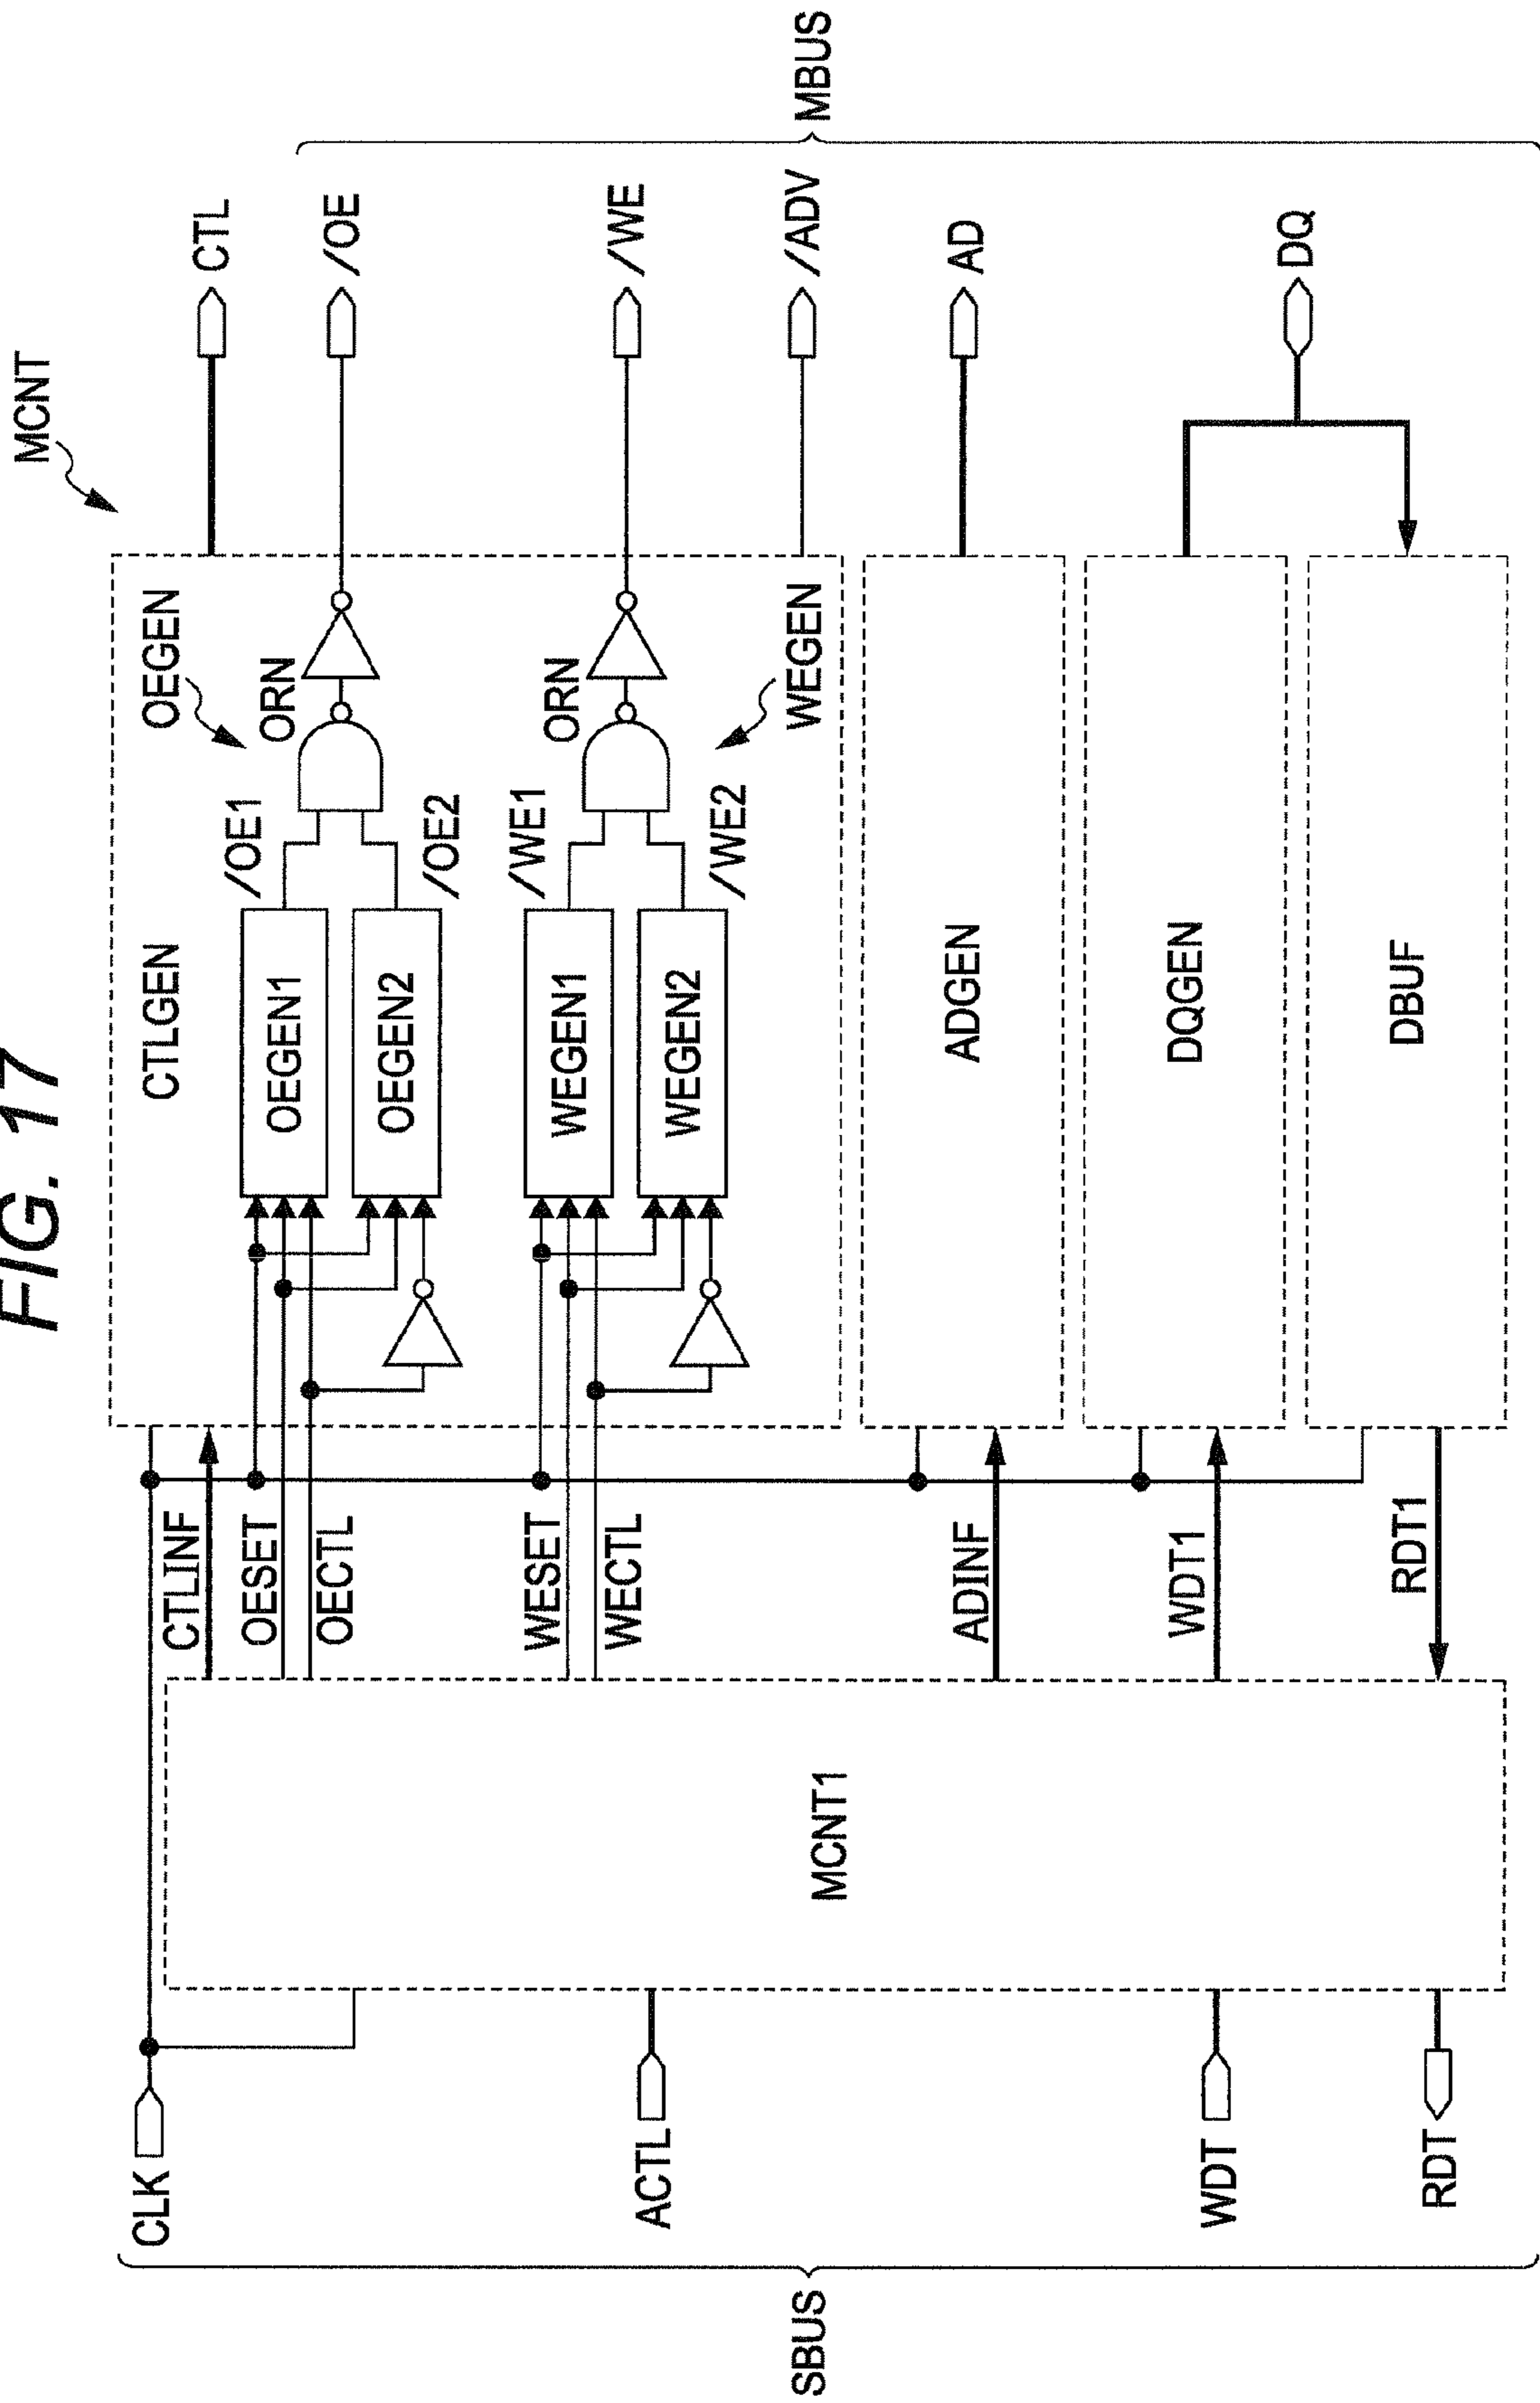 FIG. 17
MCNT
SBUS
CLK
ACTL
WDT
RDT
MCNT1
CTLINF
OESET
OECTL
WESET
WECTL
ADINF
WDT1
RDT1
CTLGEN
OEGEN1
OEGEN2
/OE1
/OE2
ORN
OEGEN
WEGEN1
WEGEN2
/WE1
/WE2
ORN
WEGEN
ADGEN
DQGEN
DBUF
CTL
/OE
/WE
/ADV
AD
DQ
MBUS